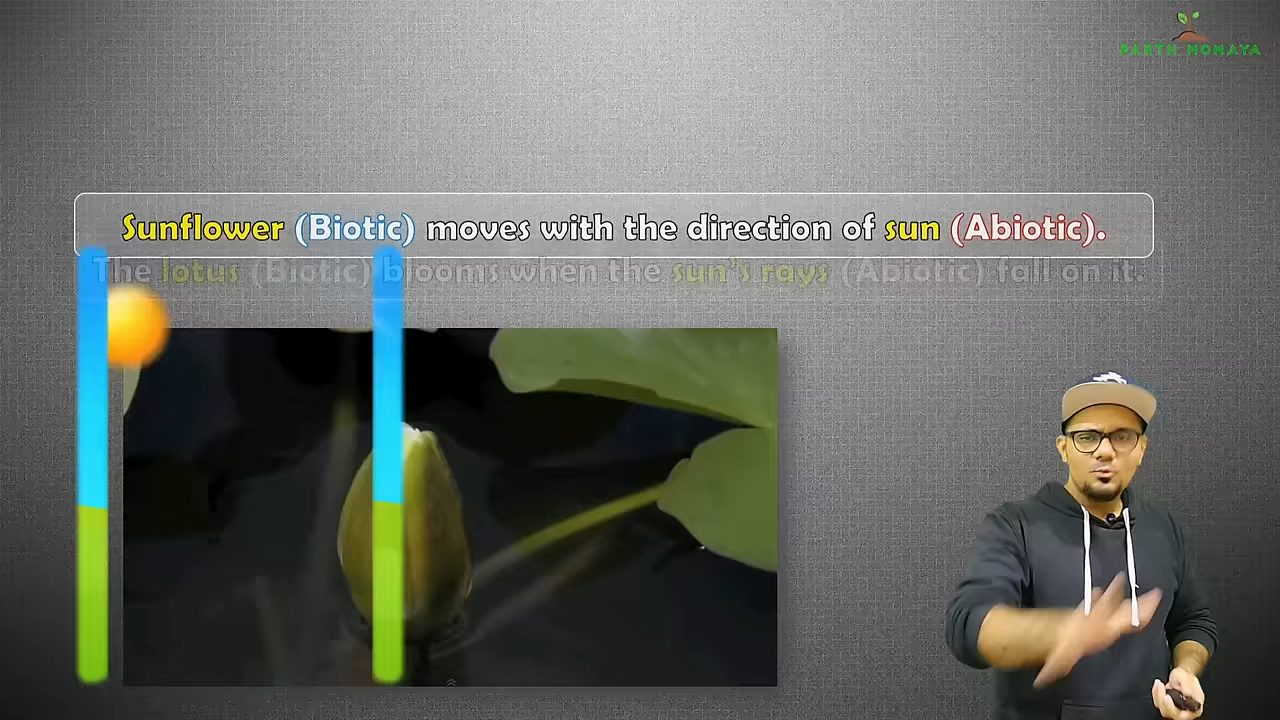 PARTH MOMAYA
Sunflower (Biotic) moves with the direction of sun (Abiotic).
The lotus (Biotic) blooms when the sun's rays (Abiotic) fall on it.